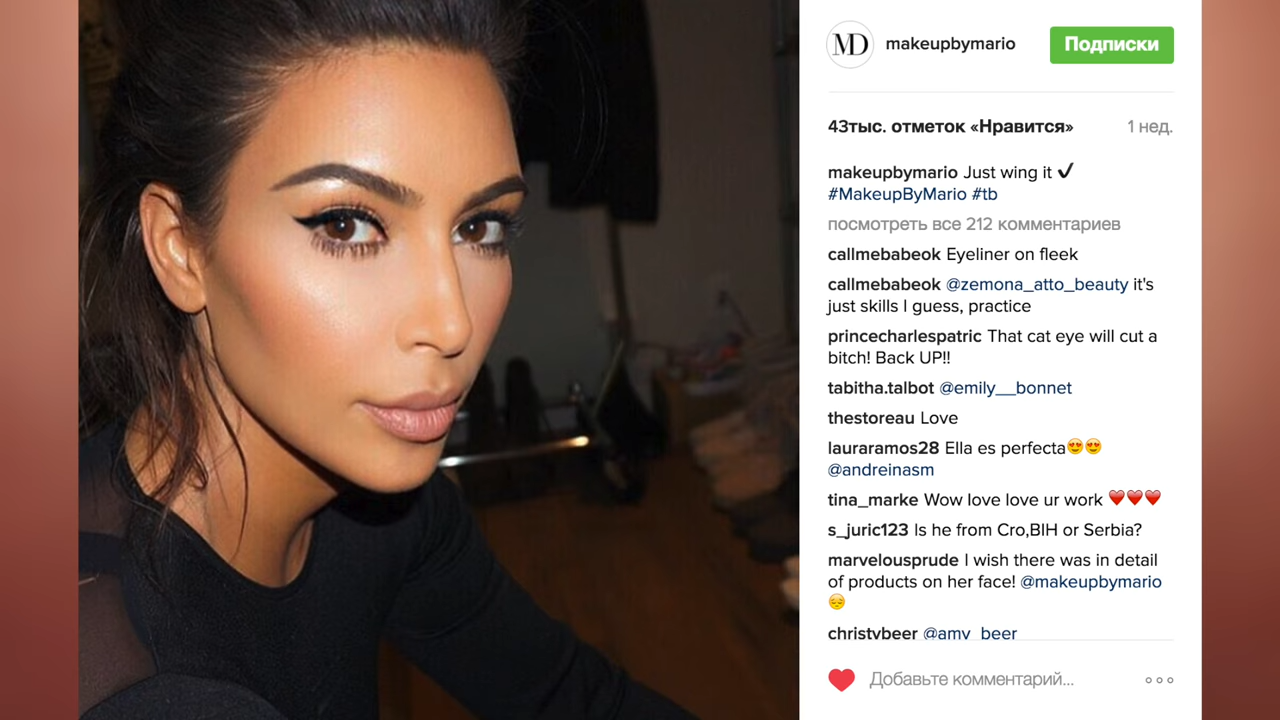 MD makeupbymario Подписки
43тыс. отметок «Нравится» 1 нед.
makeupbymario Just wing it ✔
#MakeupByMario #tb
посмотреть все 212 комментариев
callmebabeok Eyeliner on fleek
callmebabeok @zemona_atto_beauty it's
just skills I guess, practice
princecharlespatric That cat eye will cut a
bitch! Back UP!!
tabitha.talbot @emily__bonnet
thestoreau Love
lauraramos28 Ella es perfecta😍😍
@andreinasm
tina_marke Wow love love ur work ❤❤❤
s_juric123 Is he from Cro,BIH or Serbia?
marvelousprude I wish there was in detail
of products on her face! @makeupbymario
😔
christybeer @amy_beer
Добавьте комментарий...